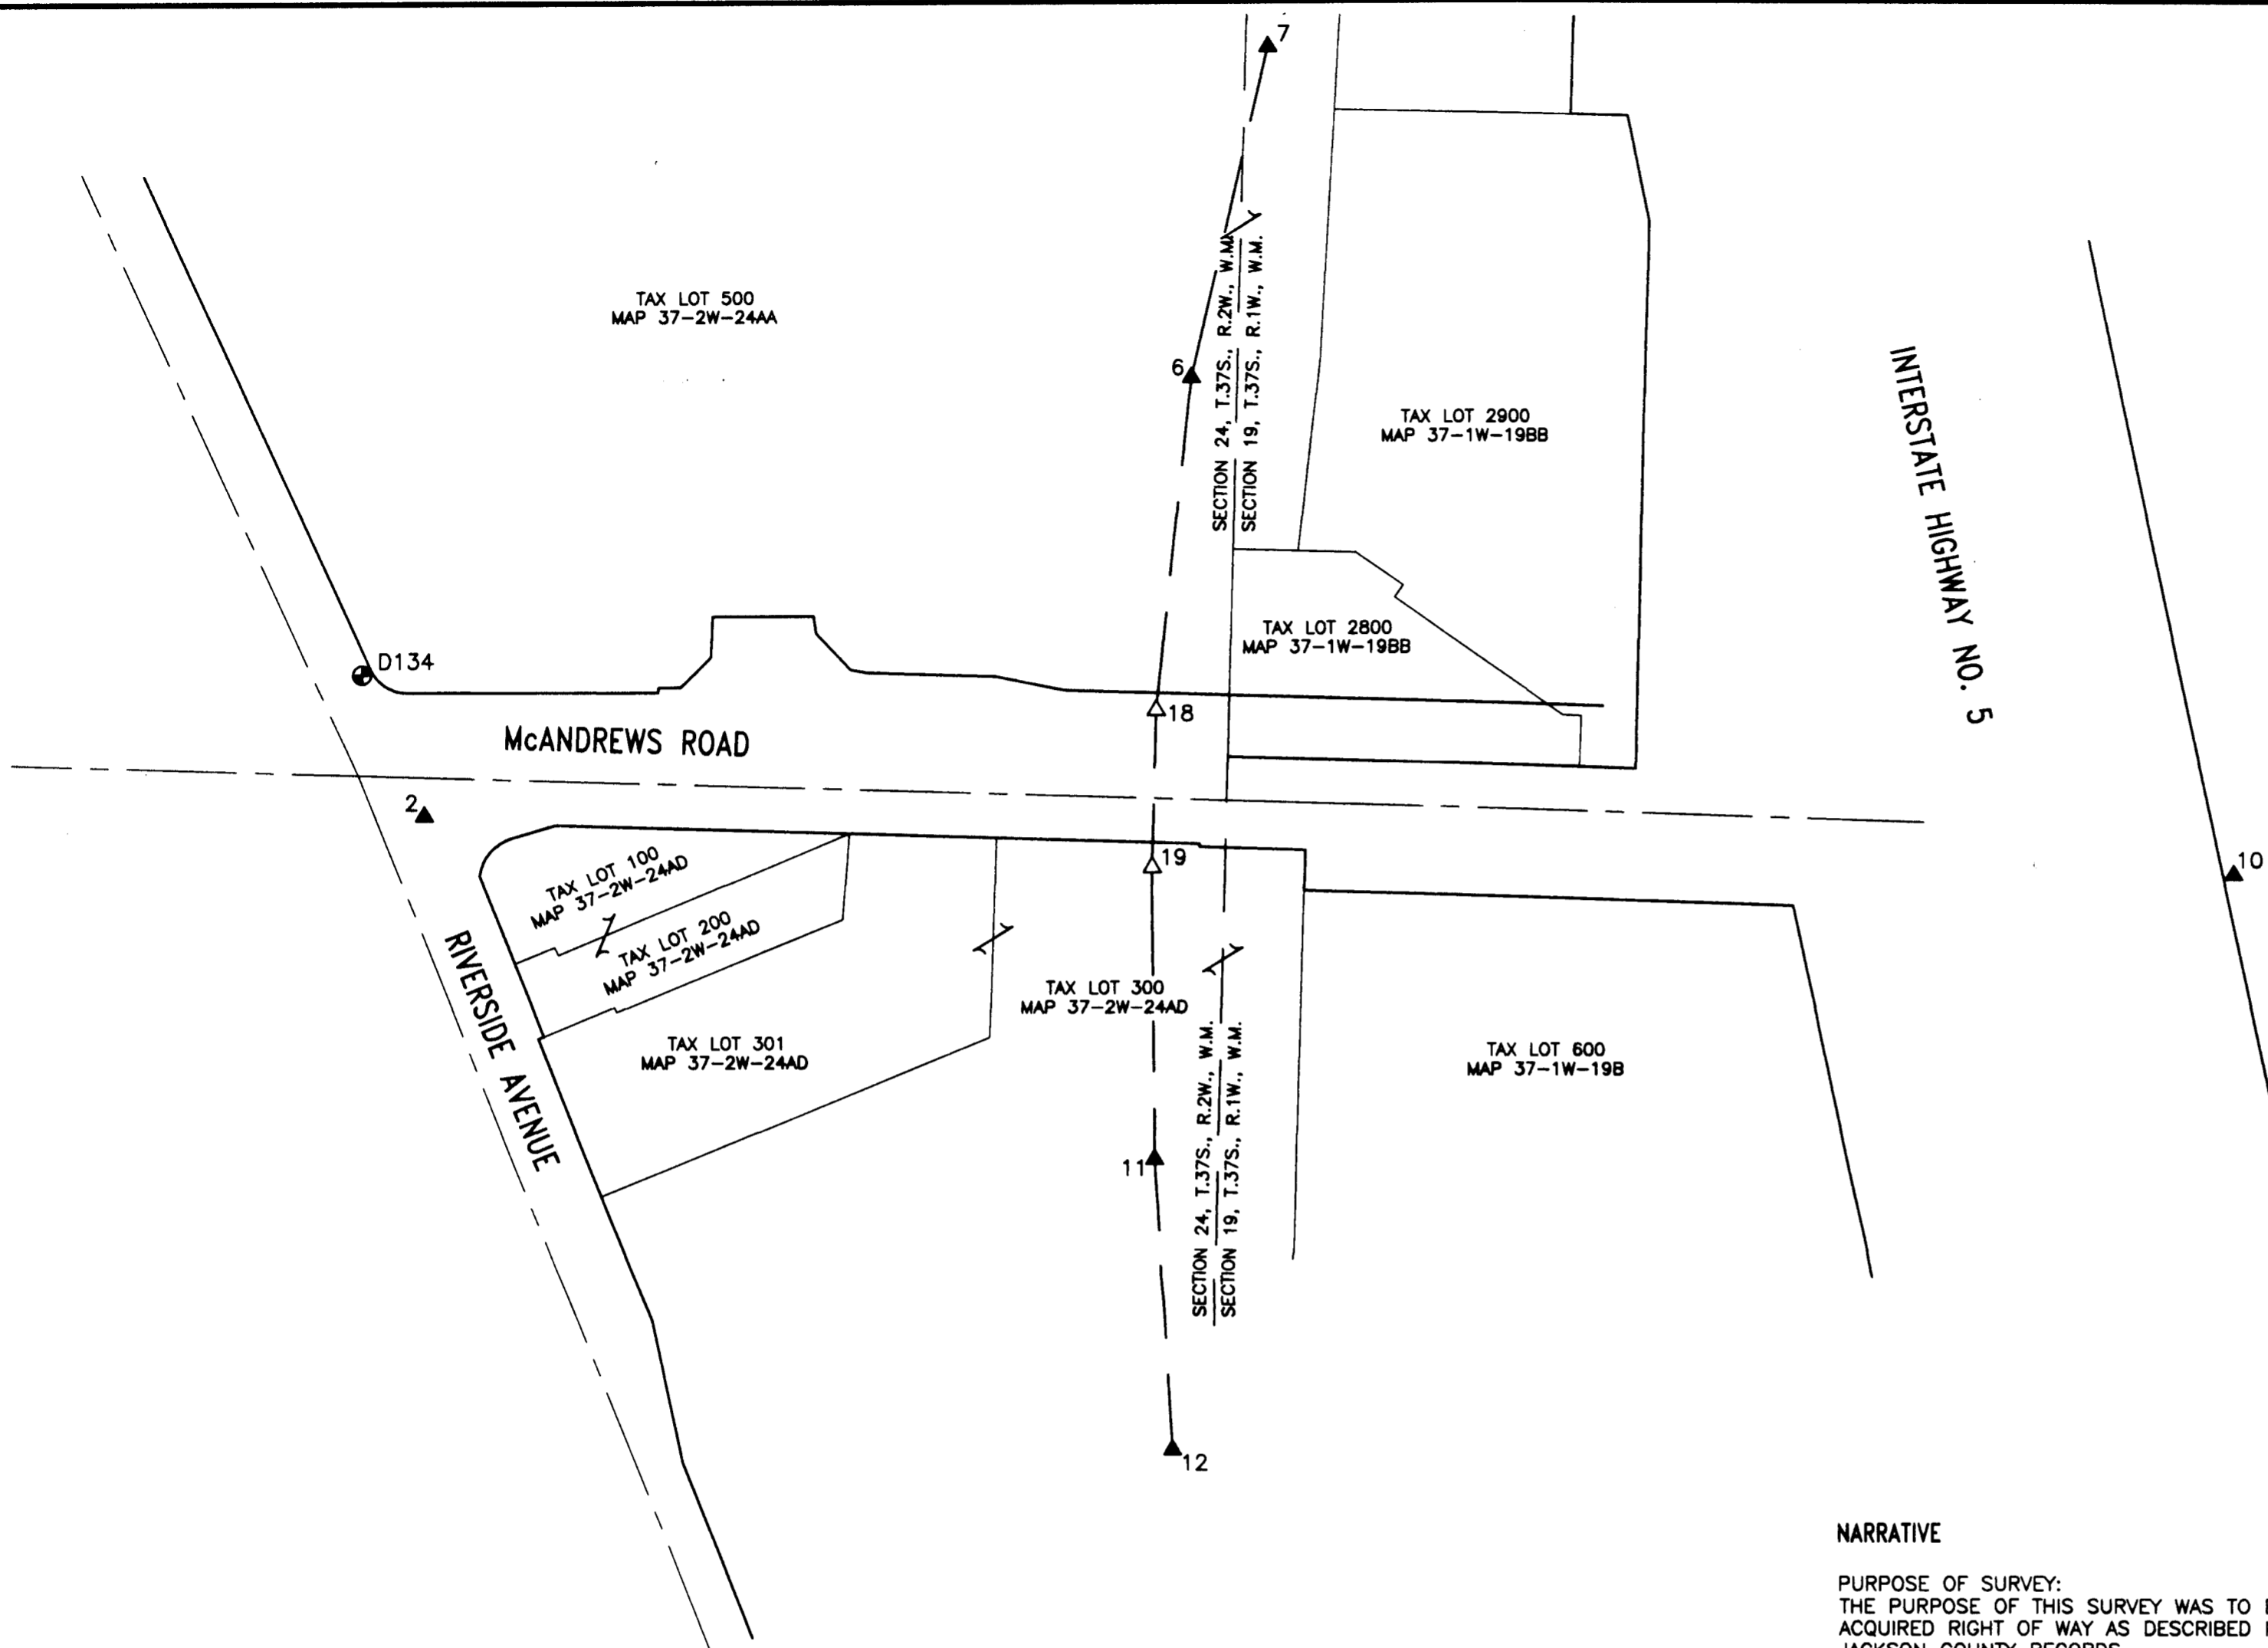 7
TAX LOT 500
MAP 37-2W-24AA
6
SECTION 24, T.37S., R.2W., W.M.
SECTION 19, T.37S., R.1W., W.M.
TAX LOT 2900
MAP 37-1W-19BB
INTERSTATE HIGHWAY NO. 5
TAX LOT 2800
MAP 37-1W-19BB
D134
18
McANDREWS ROAD
2
19
10
TAX LOT 100
MAP 37-2W-24AD
TAX LOT 200
MAP 37-2W-24AD
RIVERSIDE AVENUE
TAX LOT 301
MAP 37-2W-24AD
TAX LOT 300
MAP 37-2W-24AD
SECTION 24, T.37S., R.2W., W.M.
SECTION 19, T.37S., R.1W., W.M.
TAX LOT 600
MAP 37-1W-19B
11
12
NARRATIVE
PURPOSE OF SURVEY:
THE PURPOSE OF THIS SURVEY WAS TO
ACQUIRED RIGHT OF WAY AS DESCRIBED
JACKSON COUNTY RECORDS